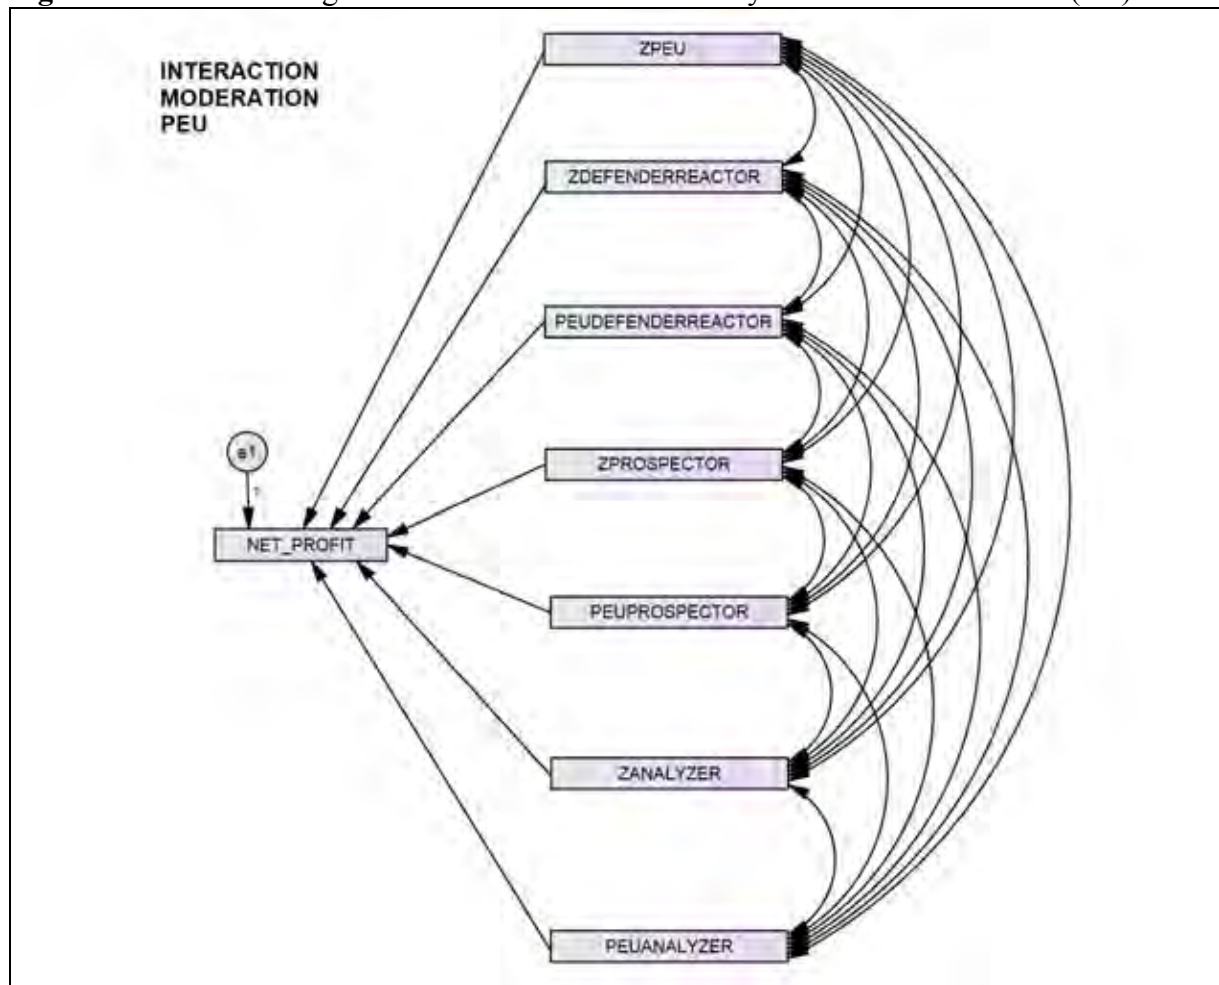 INTERACTION
MODERATION
PEU
ZPEU
ZDEFENDERREACTOR
PEUDEFENDERREACTOR
ZPROSPECTOR
e1
1
NET_PROFIT
PEUPROSPECTOR
ZANALYZER
PEUANALYZER